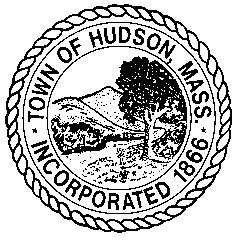 TOWN OF HUDSON, MASS
INCORPORATED 1866